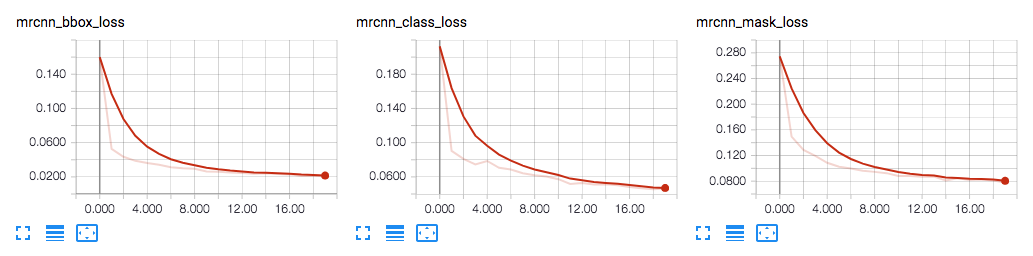 mrcnn_bbox_loss
0.140
0.100
0.0600
0.0200
0.000 4.000 8.000 12.00 16.00
mrcnn_class_loss
0.180
0.140
0.100
0.0600
0.000 4.000 8.000 12.00 16.00
mrcnn_mask_loss
0.280
0.240
0.200
0.160
0.120
0.0800
0.000 4.000 8.000 12.00 16.00